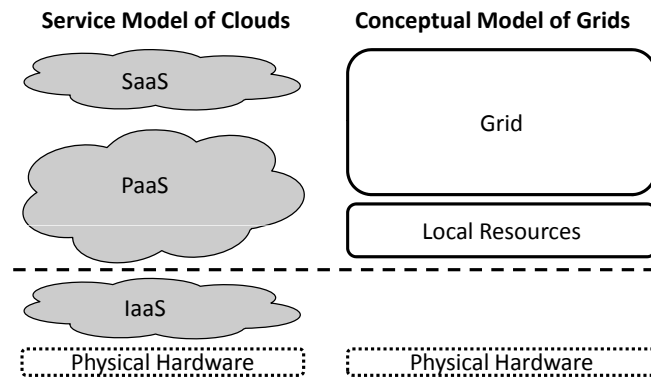 Service Model of Clouds
Conceptual Model of Grids
SaaS
Grid
PaaS
Local Resources
IaaS
Physical Hardware
Physical Hardware